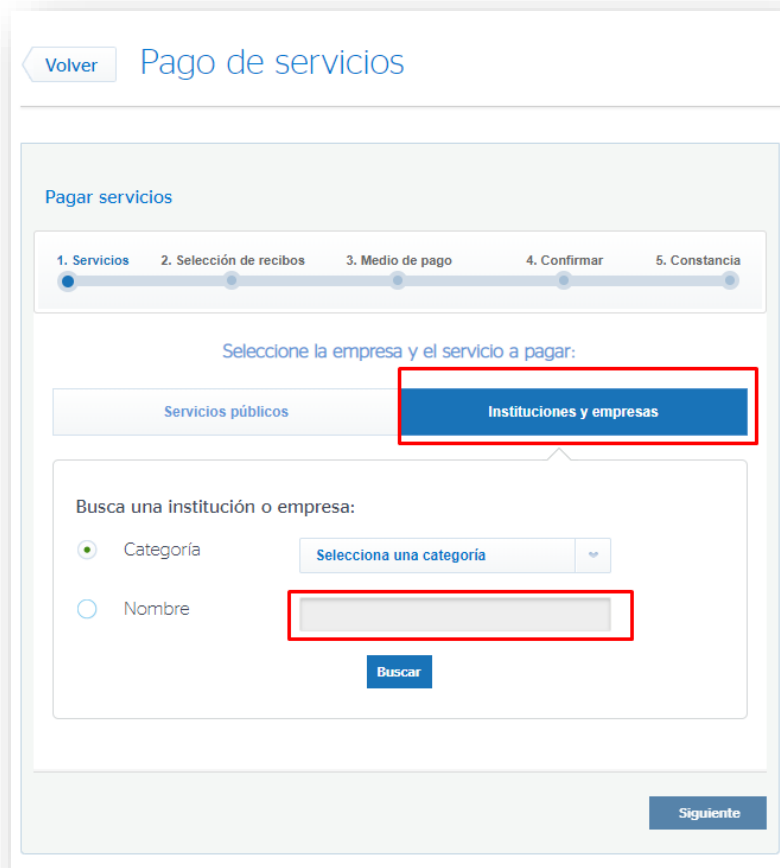 Volver Pago de servicios
Pagar servicios
1. Servicios 2. Selección de recibos 3. Medio de pago 4. Confirmar 5. Constancia
Seleccione la empresa y el servicio a pagar:
Servicios públicos Instituciones y empresas
Busca una institución o empresa:
Categoría Selecciona una categoría
Nombre
Buscar
Siguiente